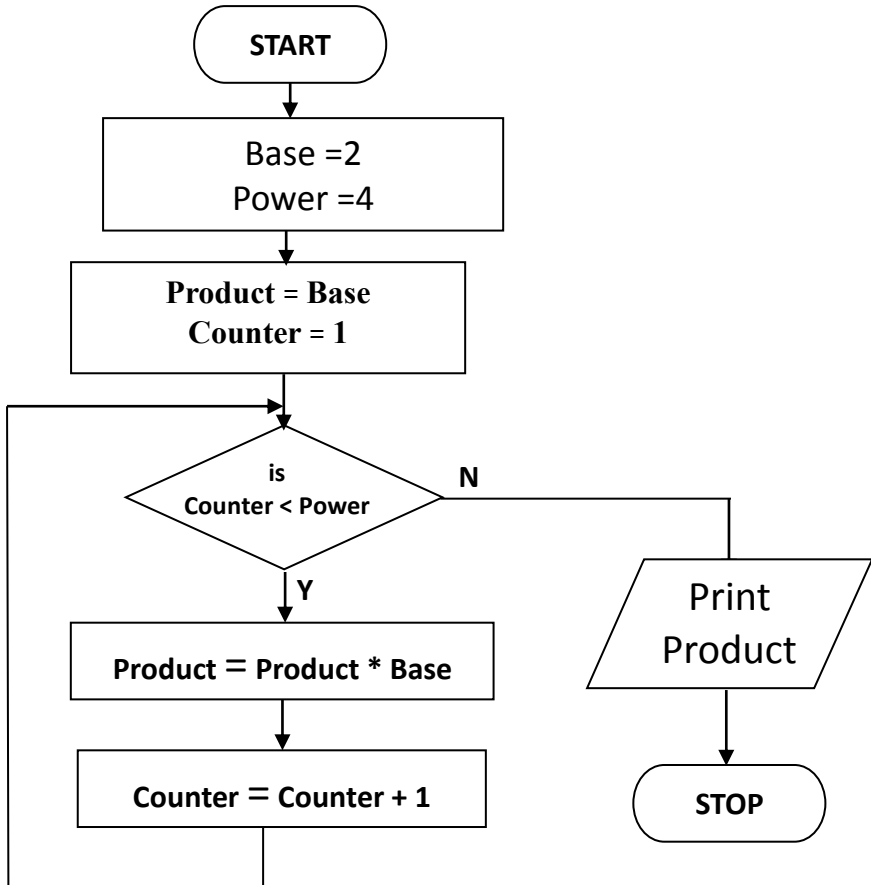 START
Base =2
Power =4
Product = Base
Counter = 1
is
Counter < Power
N
Y
Product = Product * Base
Counter = Counter + 1
Print
Product
STOP